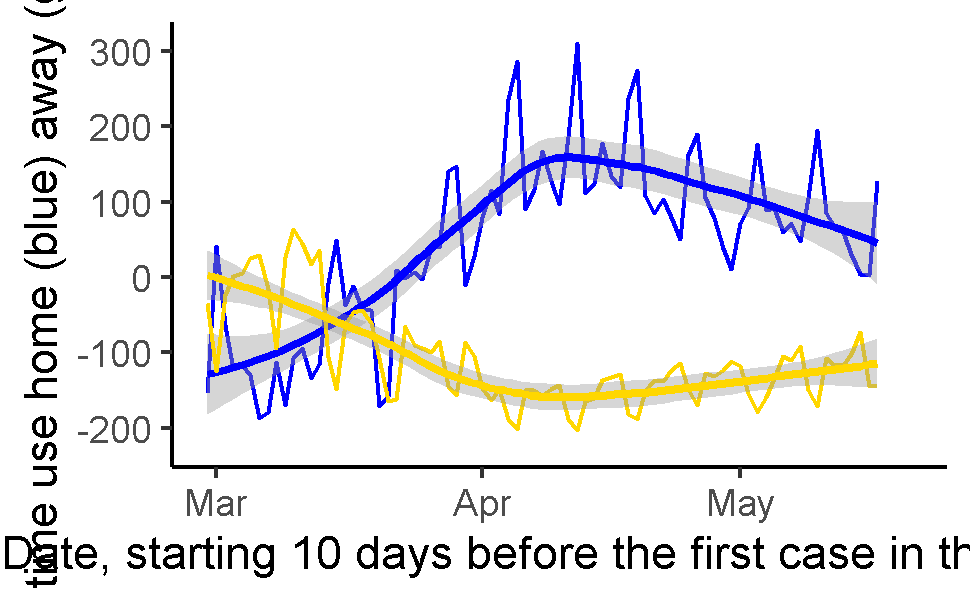 time use home (blue) away (
300
200
100
0
-100
-200
Mar Apr May
Date, starting 10 days before the first case in th